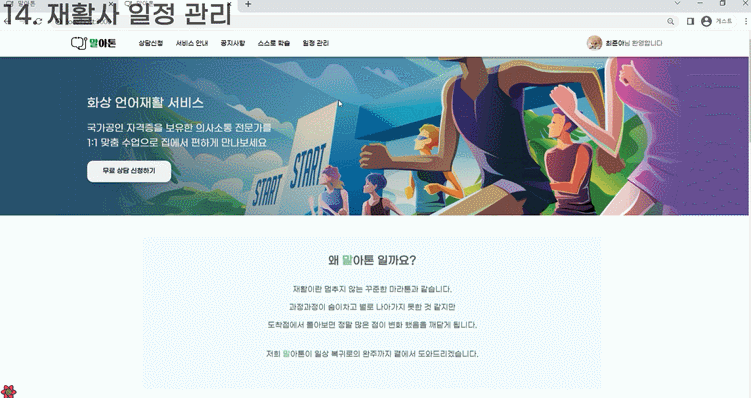 14. 재활사 일정 관리
말아톤
상담신청 서비스 안내 공지사항 스스로 학습 일정 관리
최준아님 환영합니다
게스트
화상 언어재활 서비스
국가공인 자격증을 보유한 의사소통 전문가를
1:1 맞춤 수업으로 집에서 편하게 만나보세요
무료 상담 신청하기
START
START
왜 말아톤 일까요?
재활이란 멈추지 않는 꾸준한 마라톤과 같습니다.
과정과정이 숨이차고 별로 나아가지 못한 것 같지만
도착점에서 돌아보면 정말 많은 점이 변화 했음을 깨닫게 됩니다.
저희 말아톤이 일상 복귀로의 완주까지 곁에서 도와드리겠습니다.